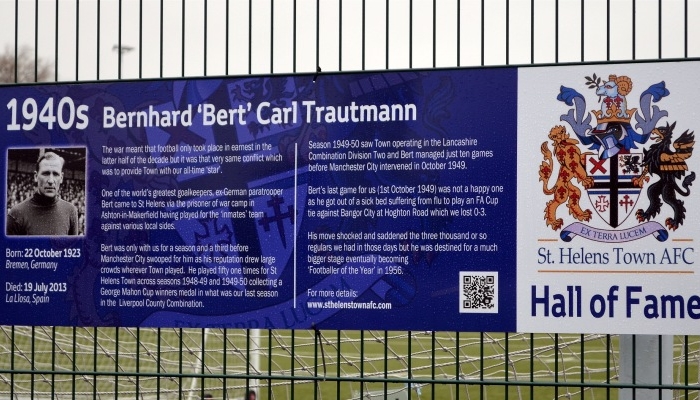 1940s Bernhard ‘Bert’ Carl Trautmann
The war meant that football only took place in earnest in the
latter half of the decade but it was that very same conflict which
was to provide Town with our all-time ‘star’.
One of the world's greatest goalkeepers, ex-German paratrooper
Bert came to St Helens via the prisoner of war camp in
Ashton-in-Makerfield having played for the ‘inmates’ team
against various local sides.
Bert was only with us for a season and a third before
Manchester City swooped for him as his reputation drew large
crowds wherever Town played. He played fifty one times for St
Helens Town across seasons 1948-49 and 1949-50 collecting a
George Mahon Cup winners medal in what was our last season
in the Liverpool County Combination.
Born: 22 October 1923
Bremen, Germany
Died: 19 July 2013
La Llosa, Spain
Season 1949-50 saw Town operating in the Lancashire
Combination Division Two and Bert managed just ten games
before Manchester City intervened in October 1949.
Bert's last game for us (1st October 1949) was not a happy one
as he got out of a sick bed suffering from flu to play an FA Cup
tie against Bangor City at Hoghton Road which we lost 0-3.
His move shocked and saddened the three thousand or so
regulars we had in those days but he was destined for a much
bigger stage eventually becoming
‘Footballer of the Year’ in 1956.
For more details:
www.sthelenstownafc.com
EX TERRA LUCEM
St. Helens Town AFC
Hall of Fame
EX TERRA LU